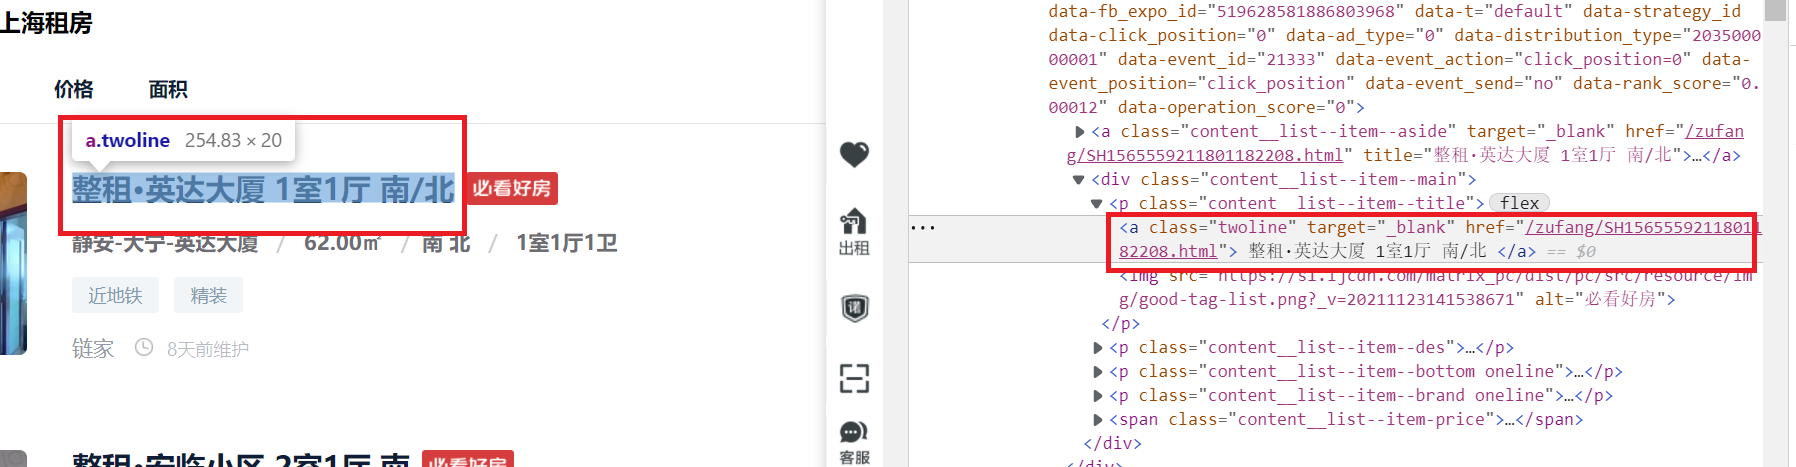 上海租房
价格 面积
a.twoline 254.83 × 20
整租·英达大厦 1室1厅 南/北 必看好房
静安-大宁-英达大厦 / 62.00㎡ / 南 北 / 1室1厅1卫
近地铁 精装
链家 8天前维护
整租·安临小区 2室1厅 南 必看好房
出租
诺
客服
data-fb_expo_id="519628581886803968" data-t="default" data-strategy_id
data-click_position="0" data-ad_type="0" data-distribution_type="203500
00001" data-event_id="21333" data-event_action="click_position=0" data-
event_position="click_position" data-event_send="no" data-rank_score="0.
00012" data-operation_score="0">
<a class="content__list--item--aside" target="_blank" href="/zufan
g/SH1565559211801182208.html" title="整租·英达大厦 1室1厅 南/北">…</a>
<div class="content__list--item--main">
<p class="content__list--item--title"> flex
... <a class="twoline" target="_blank" href="/zufang/SH15655592118011
82208.html"> 整租·英达大厦 1室1厅 南/北 </a> == $0
<img src="https://s1.ljcdn.com/matrix_pc/dist/pc/src/resource/im
g/good-tag-list.png?_v=20211123141538671" alt="必看好房">
</p>
<p class="content__list--item--des">…</p>
<p class="content__list--item--bottom oneline">…</p>
<p class="content__list--item--brand oneline">…</p>
<span class="content__list--item-price">…</span>
</div>
</div>